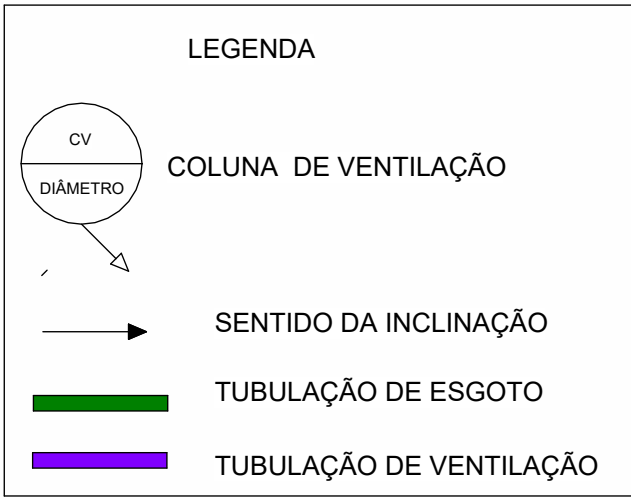 LEGENDA
CV
DIÂMETRO
COLUNA DE VENTILAÇÃO
SENTIDO DA INCLINAÇÃO
TUBULAÇÃO DE ESGOTO
TUBULAÇÃO DE VENTILAÇÃO